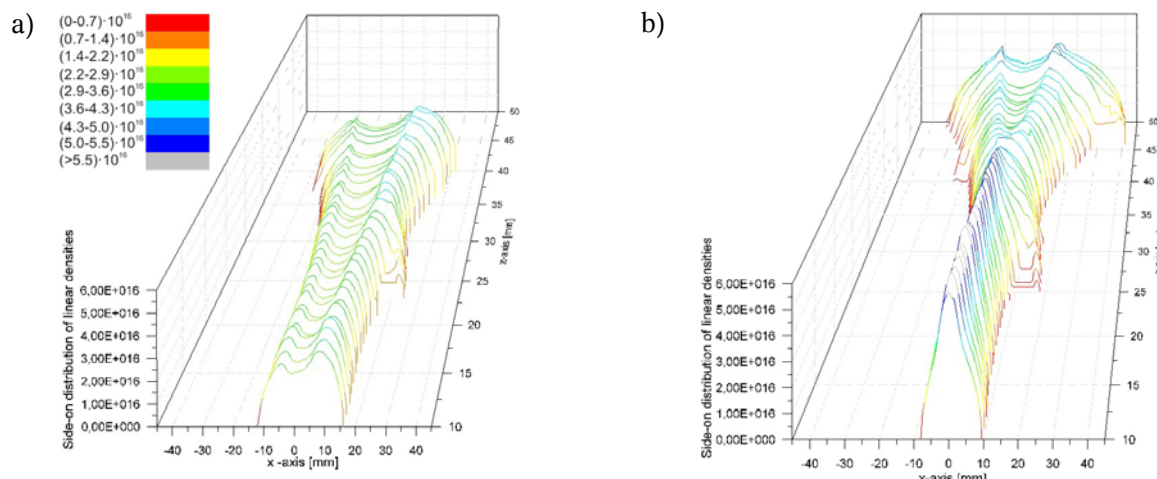 a)
(0-0.7)·10¹⁶
(0.7-1.4)·10¹⁶
(1.4-2.2)·10¹⁶
(2.2-2.9)·10¹⁶
(2.9-3.6)·10¹⁶
(3.6-4.3)·10¹⁶
(4.3-5.0)·10¹⁶
(5.0-5.5)·10¹⁶
(>5.5)·10¹⁶
Side-on distribution of linear densities
6,00E+016
5,00E+016
4,00E+016
3,00E+016
2,00E+016
1,00E+016
0,00E+000
-40 -30 -20 -10 0 10 20 30 40
x -axis [mm]
10
15
20
25
30
35
40
45
50
z-axis [mm]
b)
Side-on distribution of linear densities
6,00E+016
5,00E+016
4,00E+016
3,00E+016
2,00E+016
1,00E+016
0,00E+000
-40 -30 -20 -10 0 10 20 30 40
x-axis [mm]
10
15
20
25
30
35
40
45
50